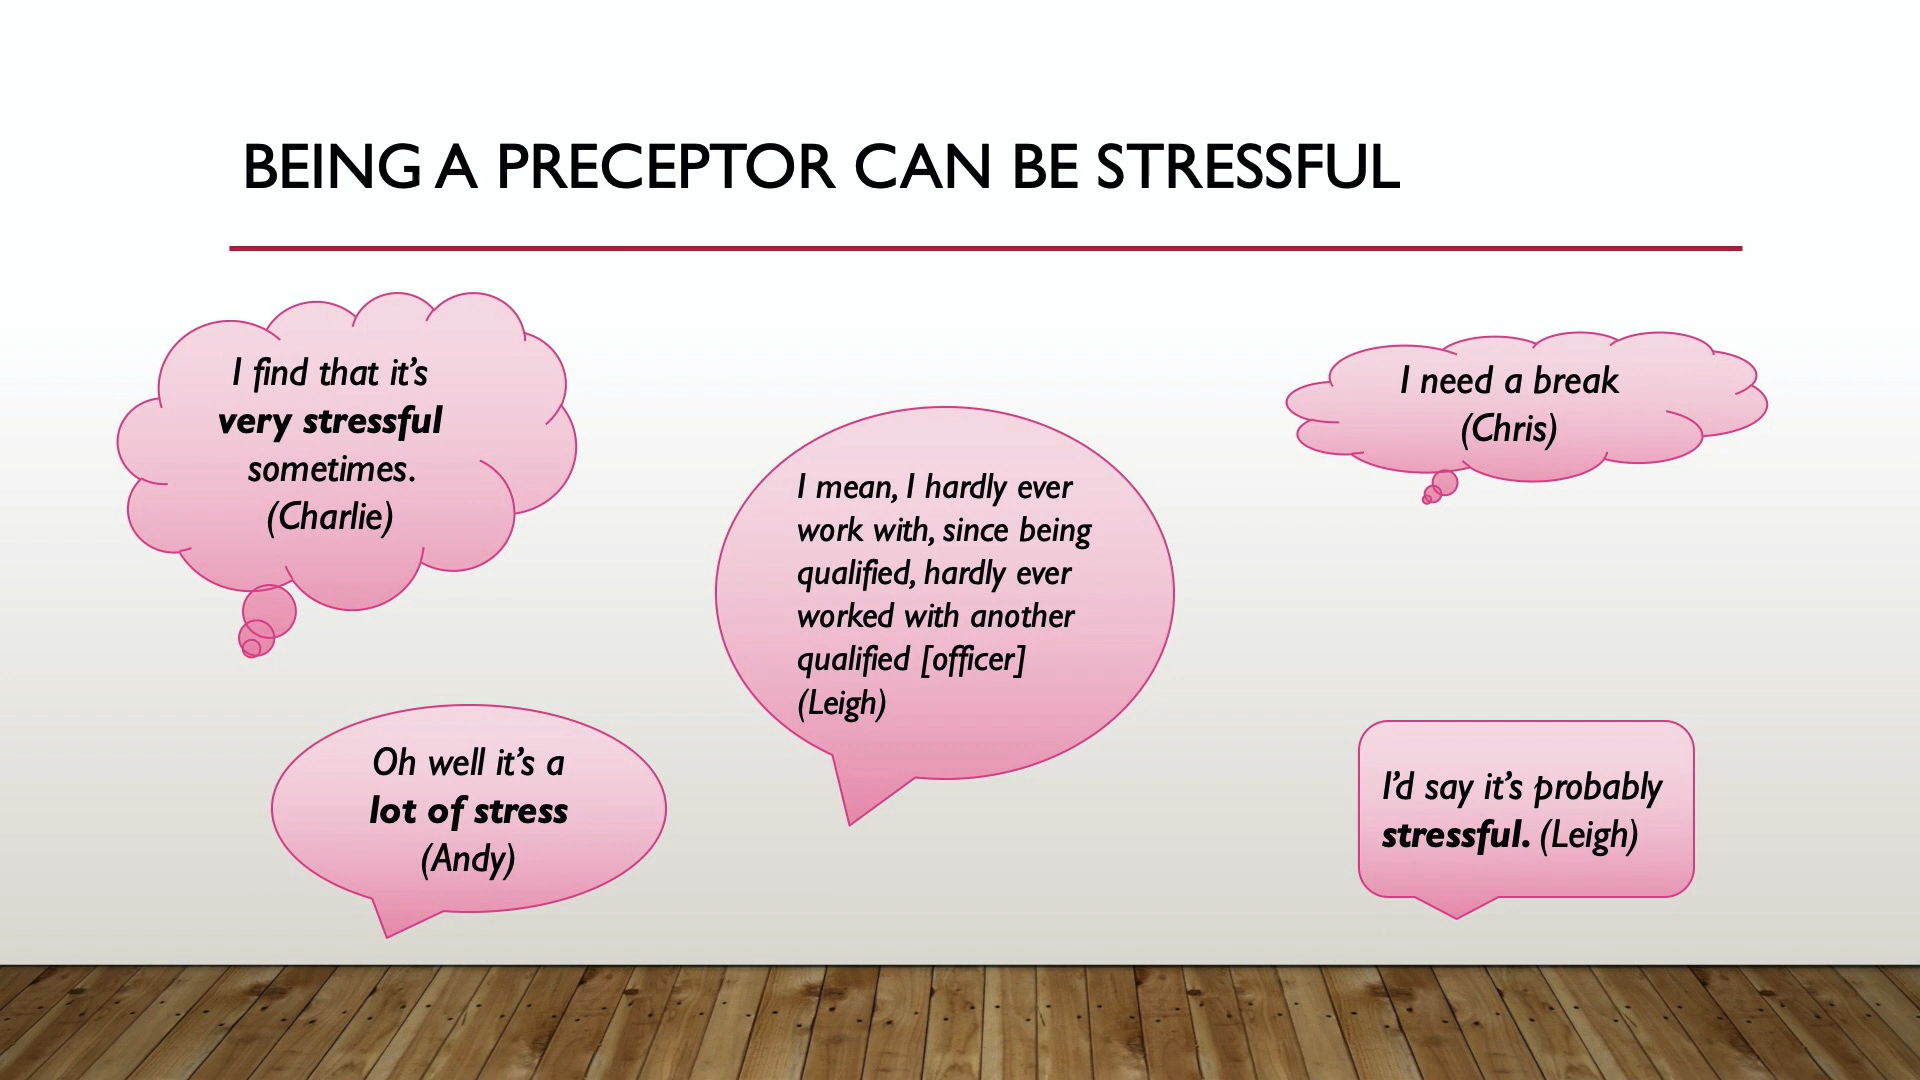 BEING A PRECEPTOR CAN BE STRESSFUL
I find that it's
very stressful
sometimes.
(Charlie)
I mean, I hardly ever
work with, since being
qualified, hardly ever
worked with another
qualified [officer]
(Leigh)
I need a break
(Chris)
Oh well it's a
lot of stress
(Andy)
I'd say it's probably
stressful. (Leigh)